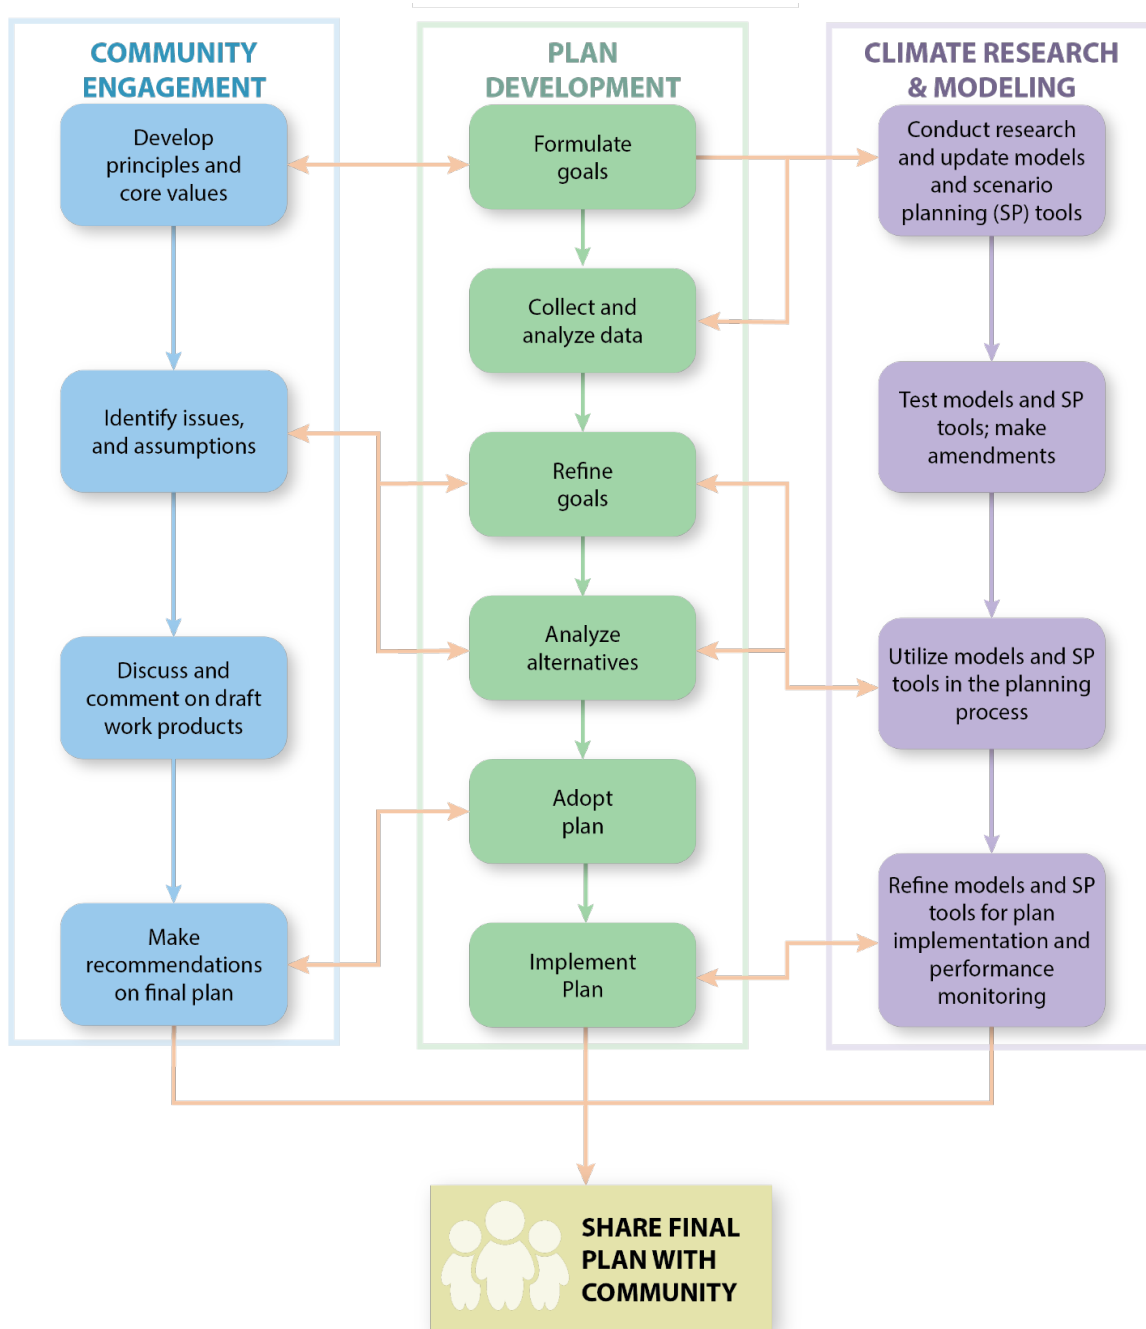 COMMUNITY
ENGAGEMENT
Develop
principles and
core values
Identify issues,
and assumptions
Discuss and
comment on draft
work products
Make
recommendations
on final plan
PLAN
DEVELOPMENT
Formulate
goals
Collect and
analyze data
Refine
goals
Analyze
alternatives
Adopt
plan
Implement
Plan
CLIMATE RESEARCH
& MODELING
Conduct research
and update models
and scenario
planning (SP) tools
Test models and SP
tools; make
amendments
Utilize models and SP
tools in the planning
process
Refine models and SP
tools for plan
implementation and
performance
monitoring
SHARE FINAL
PLAN WITH
COMMUNITY